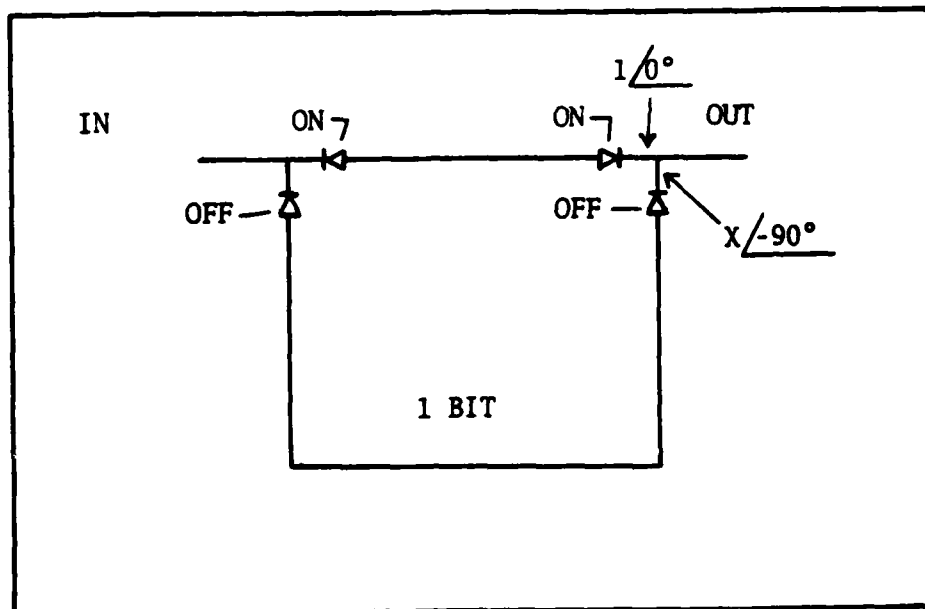 1/0°
IN
ON
ON
OUT
OFF
OFF
X/-90°
1 BIT